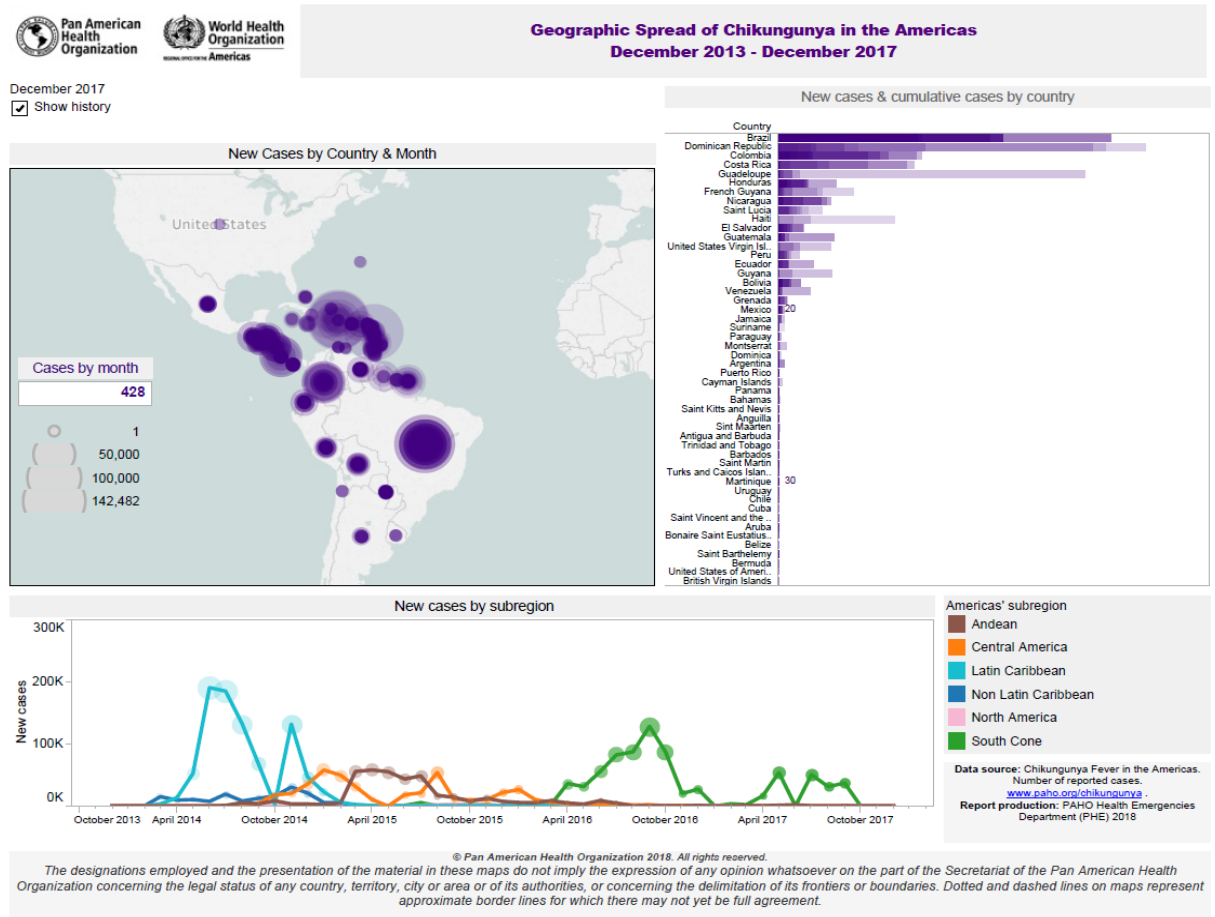 Pan American
Health
Organization
World Health
Organization
REGIONAL OFFICE FOR THE Americas
Geographic Spread of Chikungunya in the Americas
December 2013 - December 2017
December 2017
Show history
New cases & cumulative cases by country
New Cases by Country & Month
United States
Cases by month
428
1
50,000
100,000
142,482
Country
Brazil
Dominican Republic
Colombia
Costa Rica
Guadeloupe
Honduras
French Guyana
Nicaragua
Saint Lucia
Haiti
El Salvador
Guatemala
United States Virgin Isl..
Peru
Ecuador
Guyana
Bolivia
Venezuela
Grenada
Mexico 20
Jamaica
Suriname
Paraguay
Montserrat
Dominica
Argentina
Puerto Rico
Cayman Islands
Panama
Bahamas
Saint Kitts and Nevis
Anguilla
Sint Maarten
Antigua and Barbuda
Trinidad and Tobago
Barbados
Saint Martin
Turks and Caicos Islan..
Martinique 30
Uruguay
Chile
Cuba
Saint Vincent and the ..
Aruba
Bonaire Saint Eustatius..
Belize
Saint Barthelemy
Bermuda
United States of Ameri..
British Virgin Islands
New cases by subregion
300K
200K
100K
0K
New cases
October 2013 April 2014 October 2014 April 2015 October 2015 April 2016 October 2016 April 2017 October 2017
Americas' subregion
Andean
Central America
Latin Caribbean
Non Latin Caribbean
North America
South Cone
Data source: Chikungunya Fever in the Americas.
Number of reported cases.
www.paho.org/chikungunya .
Report production: PAHO Health Emergencies
Department (PHE) 2018
© Pan American Health Organization 2018. All rights reserved.
The designations employed and the presentation of the material in these maps do not imply the expression of any opinion whatsoever on the part of the Secretariat of the Pan American Health
Organization concerning the legal status of any country, territory, city or area or of its authorities, or concerning the delimitation of its frontiers or boundaries. Dotted and dashed lines on maps represent
approximate border lines for which there may not yet be full agreement.